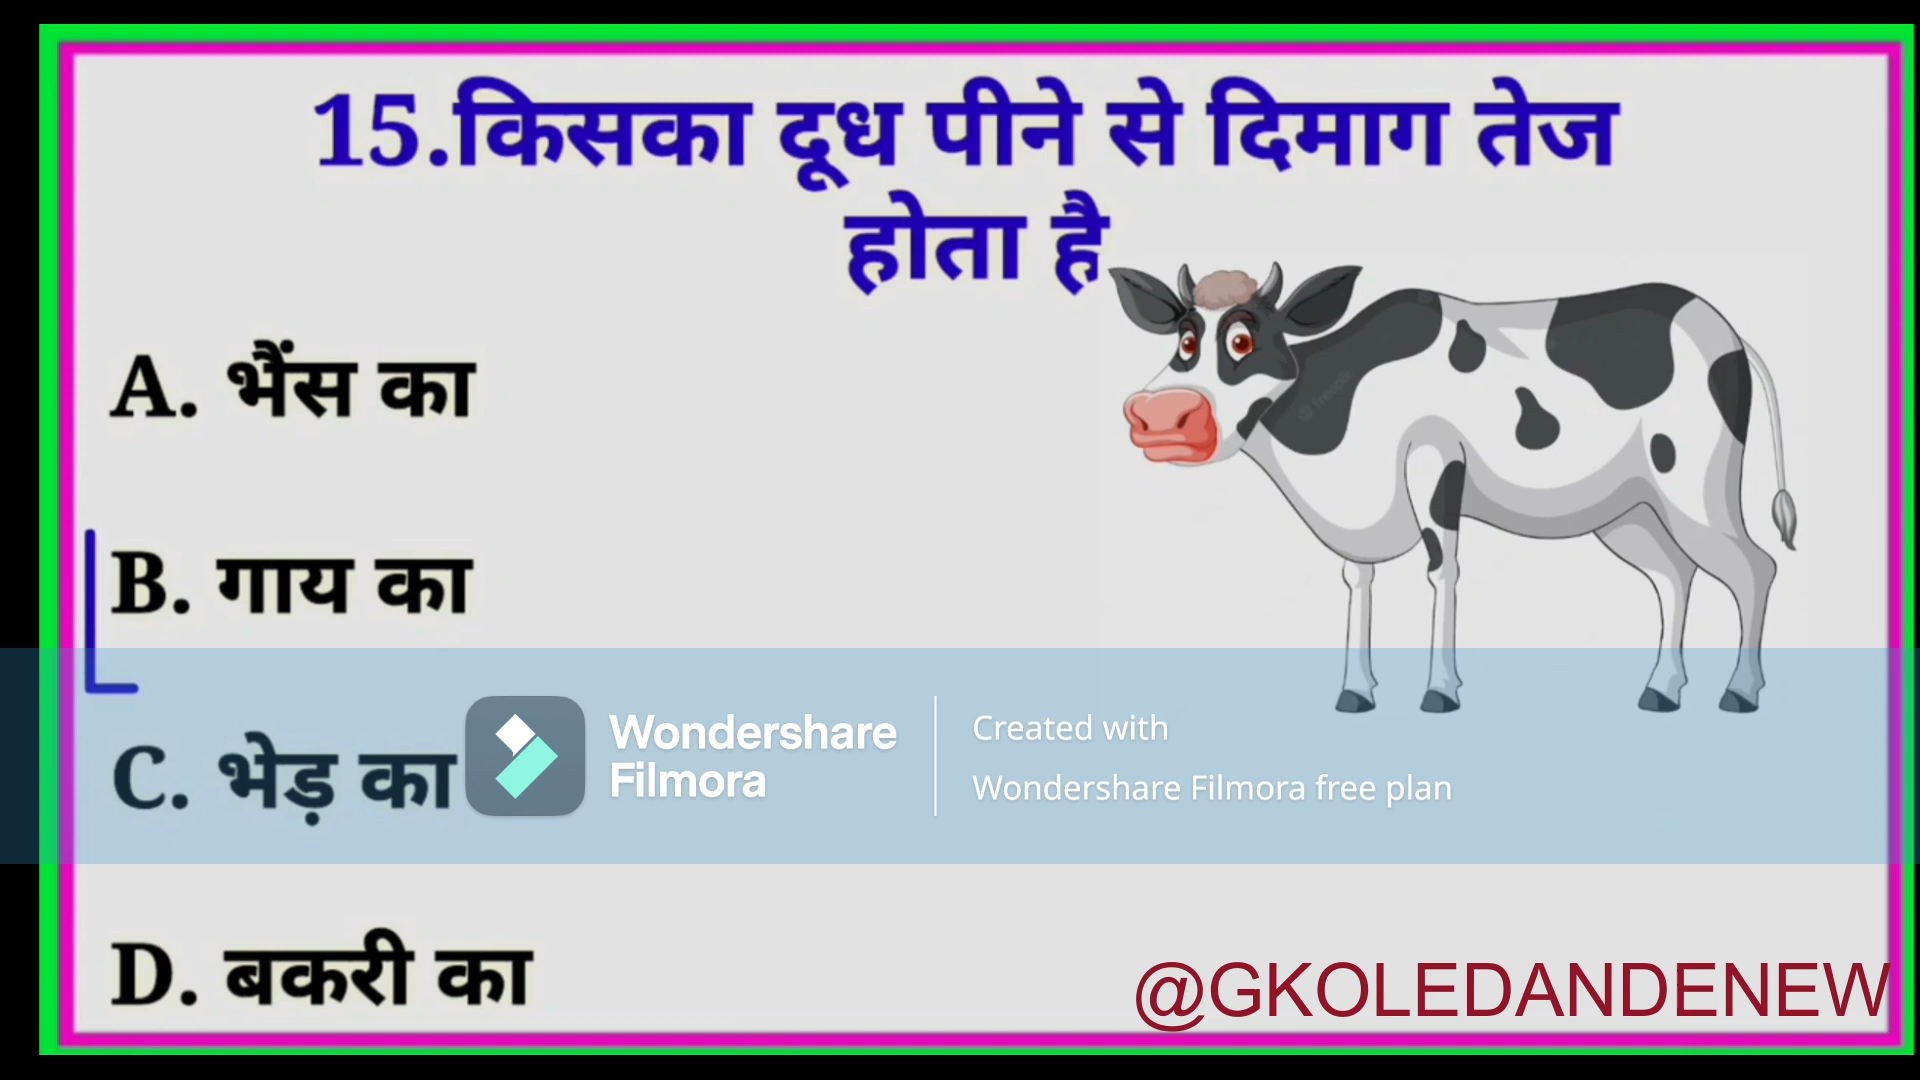 15.किसका दूध पीने से दिमाग तेज
होता है
A. भैंस का
B. गाय का
Wondershare
Filmora
Created with
Wondershare Filmora free plan
C. भेड़ का
D. बकरी का
@GKOLEDANDENEW